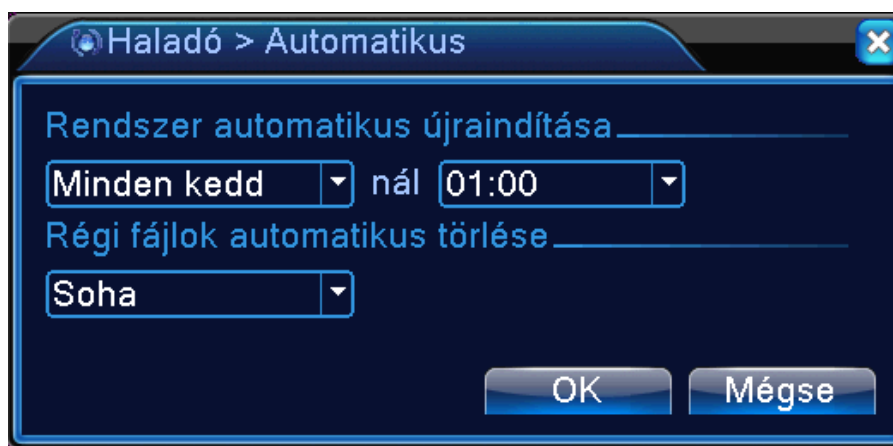 Haladó > Automatikus
Rendszer automatikus újraindítása
Minden kedd nál 01:00
Régi fájlok automatikus törlése
Soha
OK Mégse